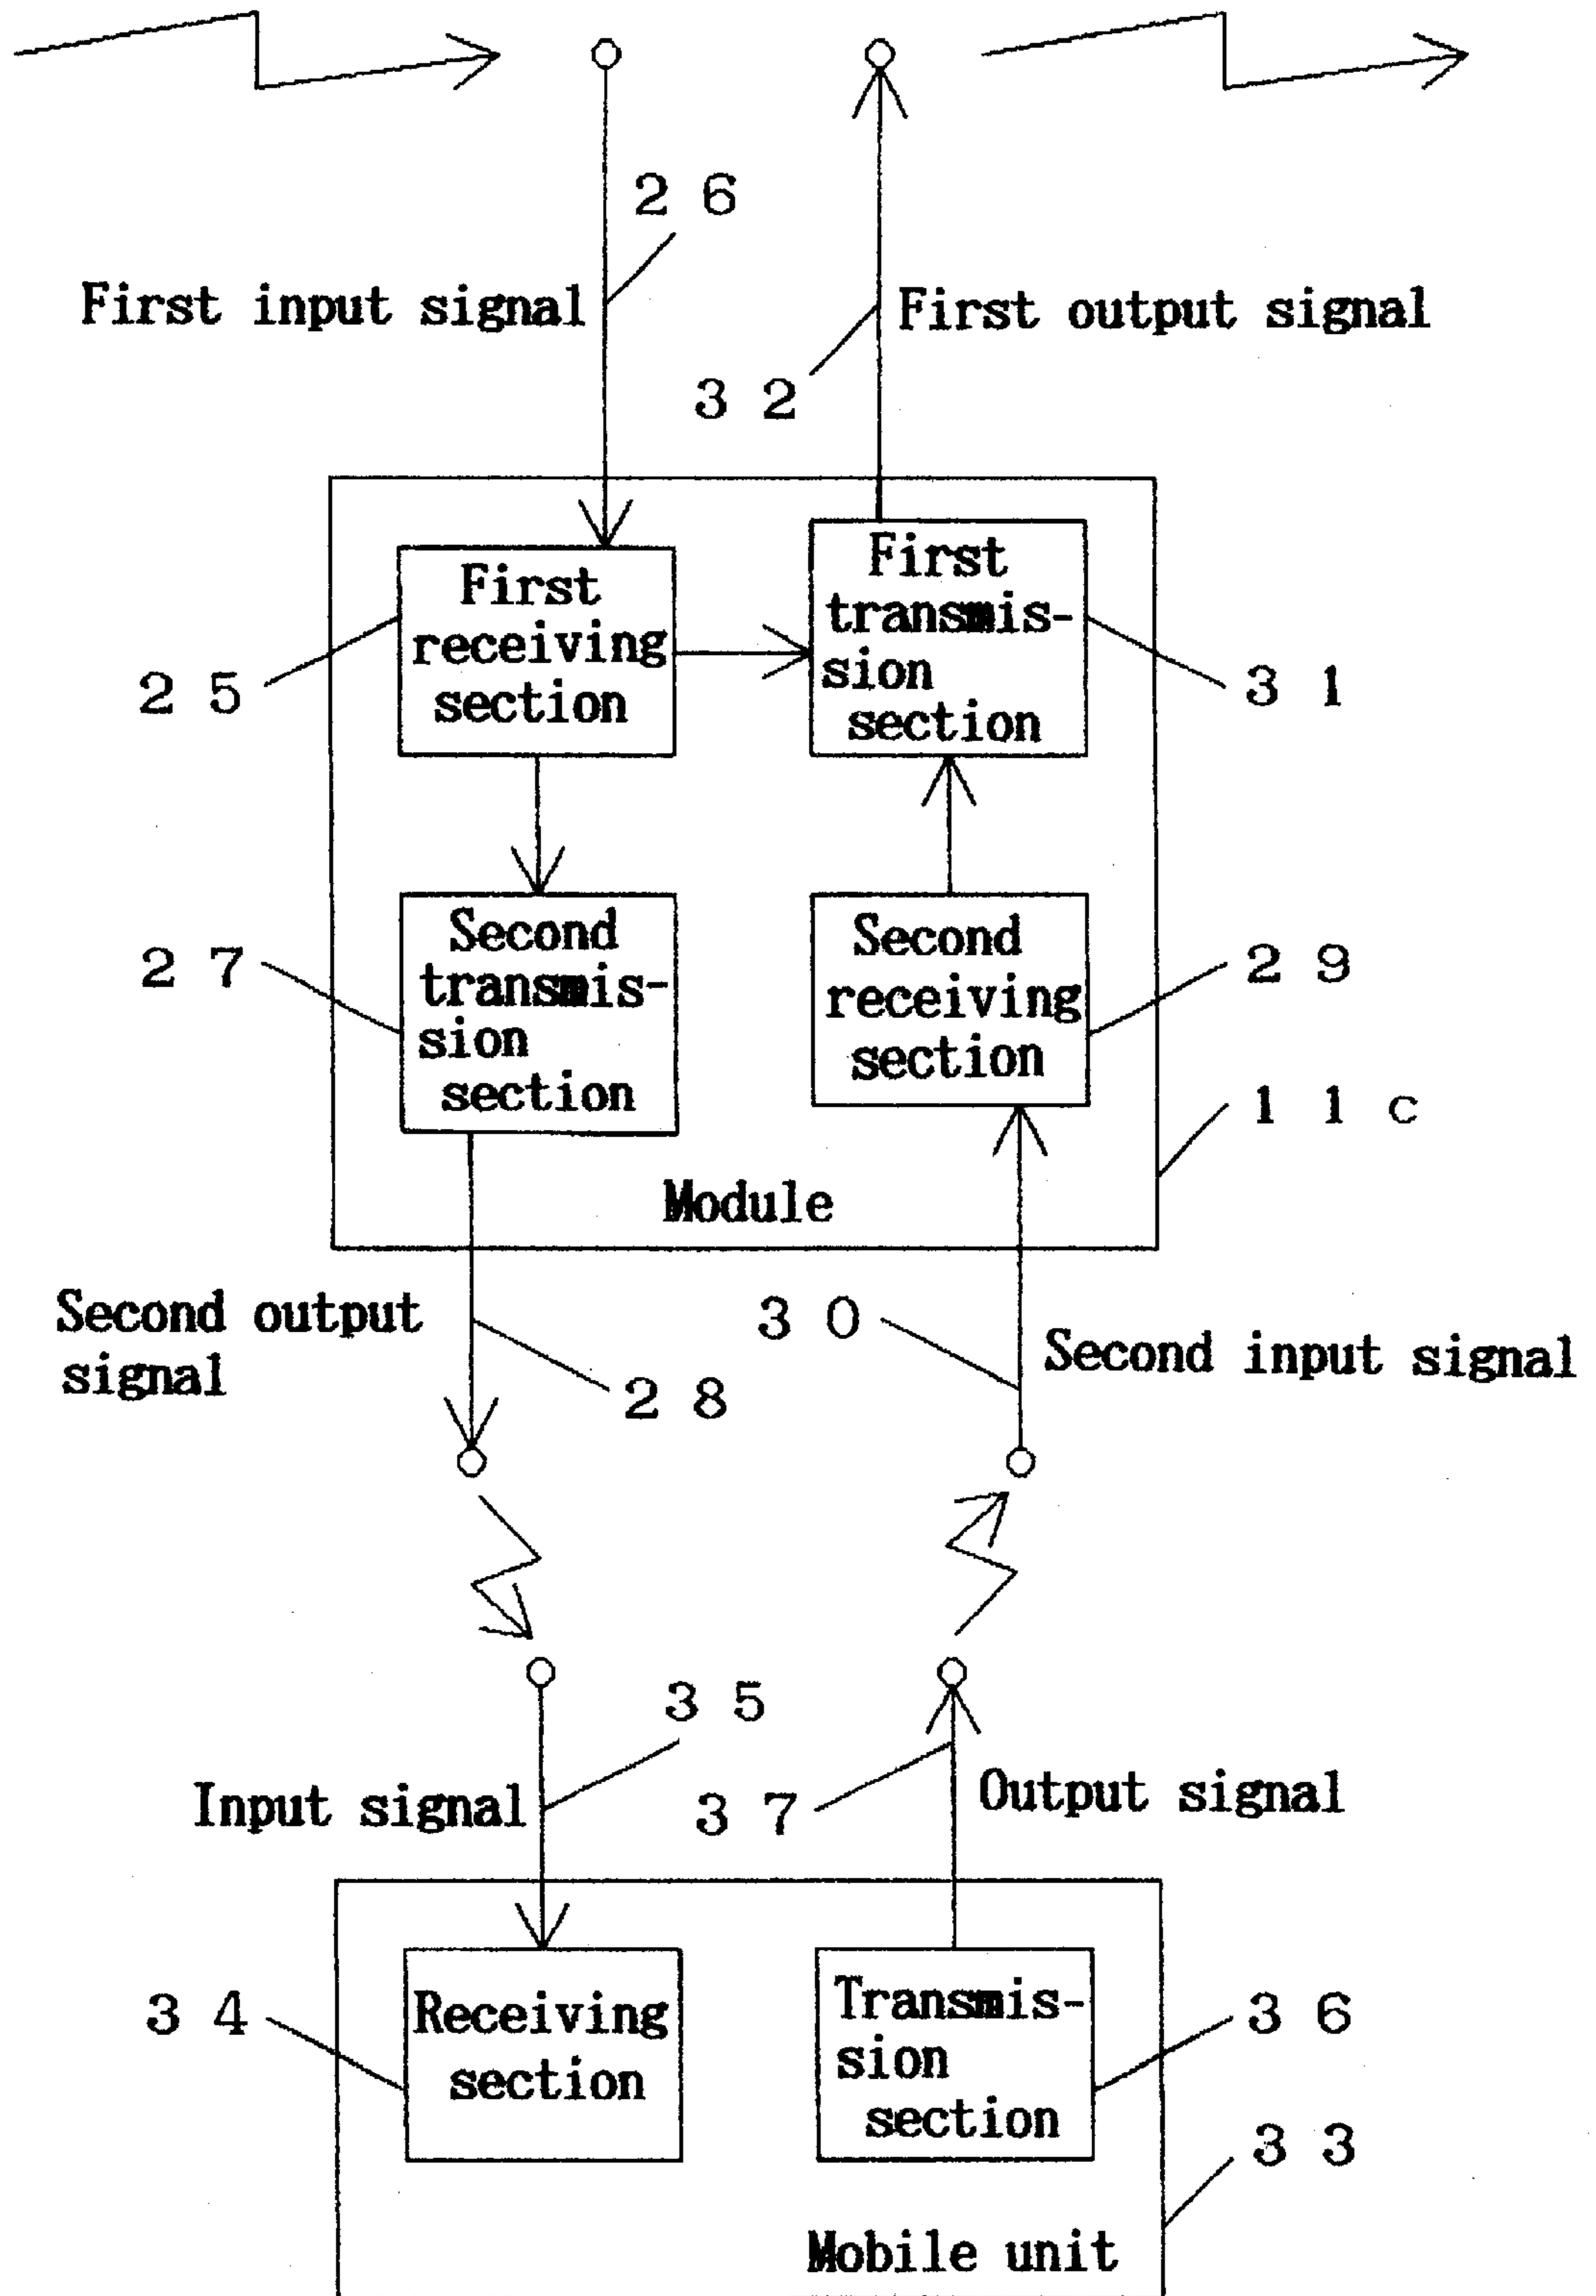 2 6
First input signal
First output signal
3 2
First
receiving
section
First
transmis-
sion
section
2 5
3 1
Second
transmis-
sion
section
Second
receiving
section
2 7
2 9
1 1 c
Module
Second output
signal
3 0
Second input signal
2 8
3 5
Input signal
3 7
Output signal
Receiving
section
Transmis-
sion
section
3 4
3 6
3 3
Mobile unit